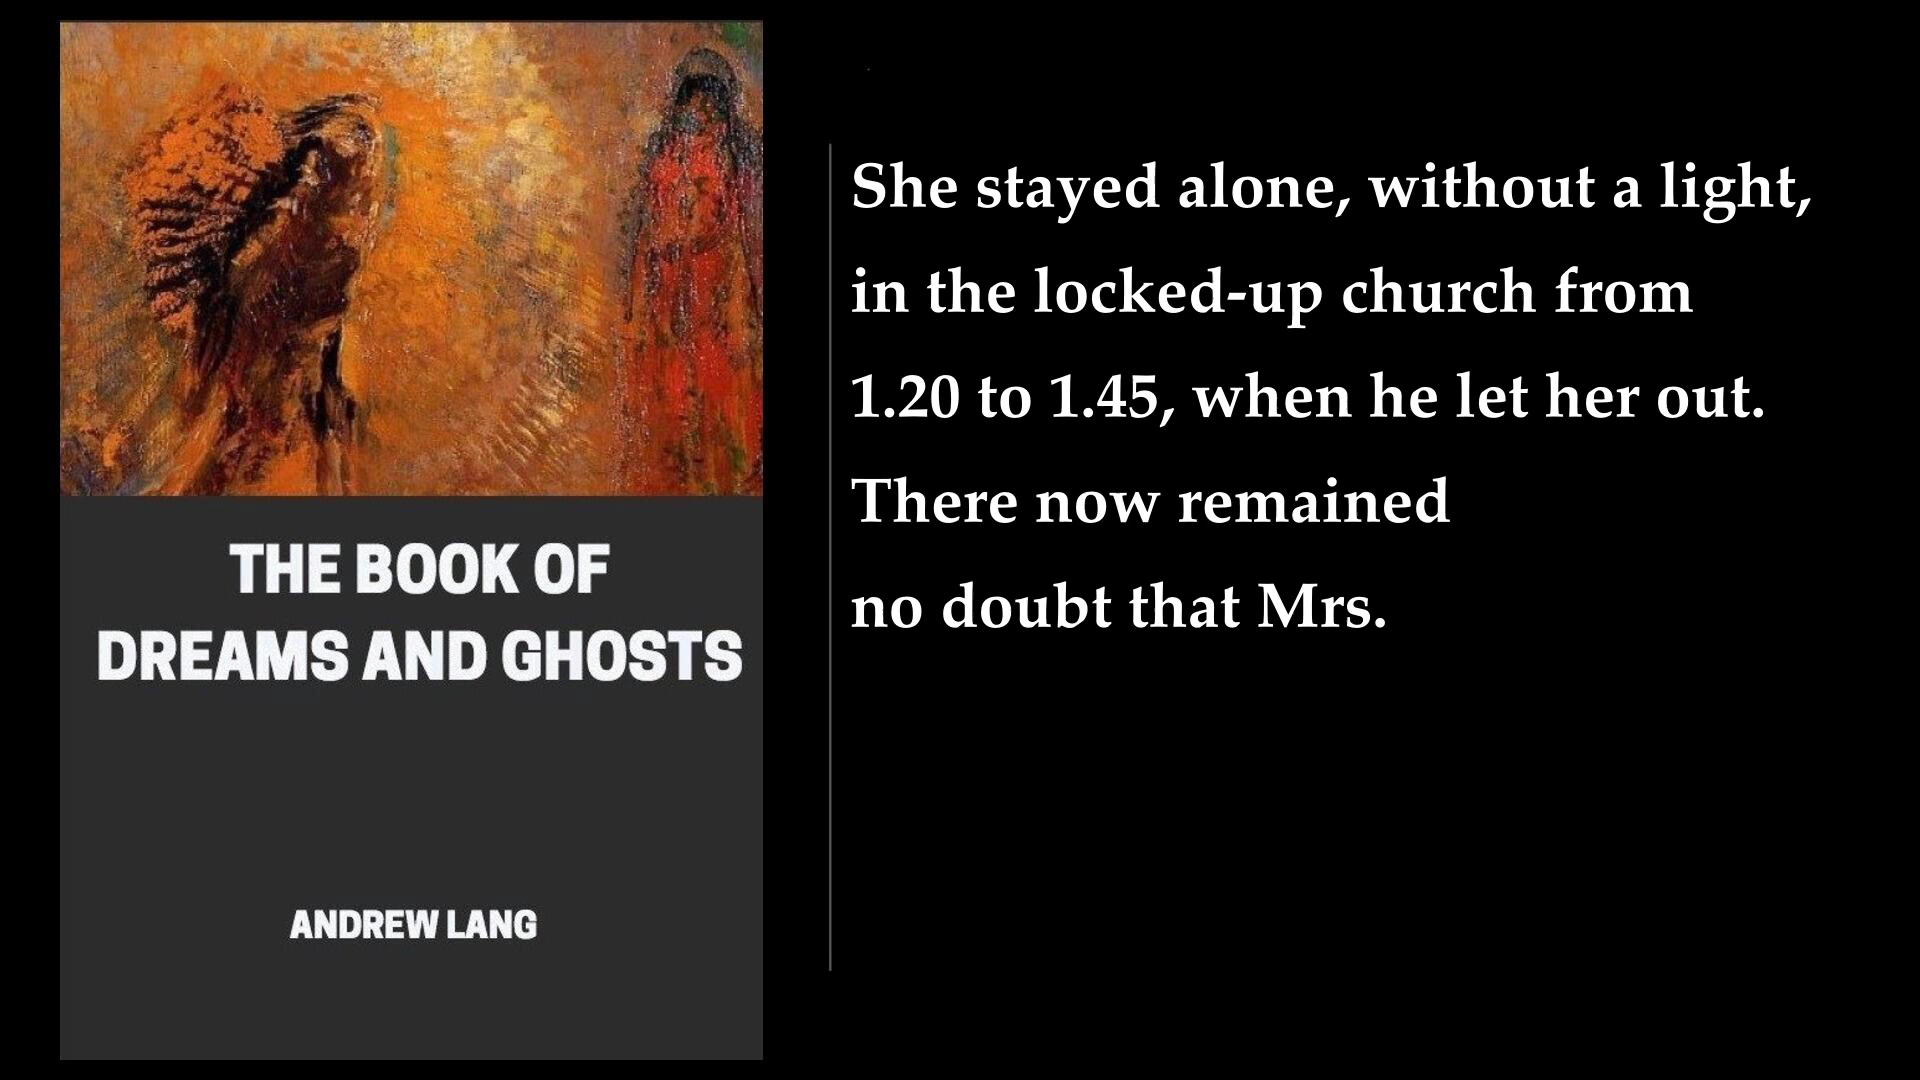 THE BOOK OF
DREAMS AND GHOSTS
ANDREW LANG
She stayed alone, without a light,
in the locked-up church from
1.20 to 1.45, when he let her out.
There now remained
no doubt that Mrs.